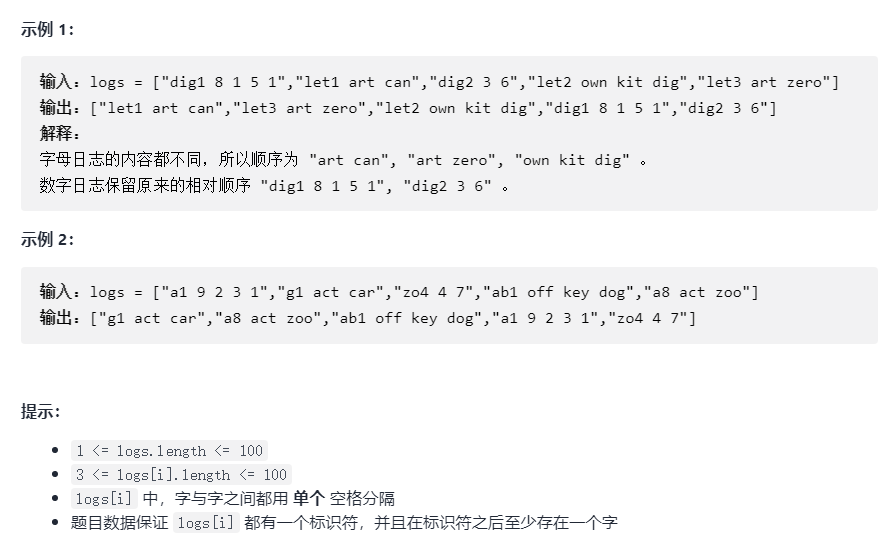 示例 1：
输入：logs = ["dig1 8 1 5 1","let1 art can","dig2 3 6","let2 own kit dig","let3 art zero"]
输出：["let1 art can","let3 art zero","let2 own kit dig","dig1 8 1 5 1","dig2 3 6"]
解释：
字母日志的内容都不同，所以顺序为 "art can", "art zero", "own kit dig" 。
数字日志保留原来的相对顺序 "dig1 8 1 5 1", "dig2 3 6" 。
示例 2：
输入：logs = ["a1 9 2 3 1","g1 act car","zo4 4 7","ab1 off key dog","a8 act zoo"]
输出：["g1 act car","a8 act zoo","ab1 off key dog","a1 9 2 3 1","zo4 4 7"]
提示：
1 <= logs.length <= 100
3 <= logs[i].length <= 100
logs[i] 中，字与字之间都用 单个 空格分隔
题目数据保证 logs[i] 都有一个标识符，并且在标识符之后至少存在一个字